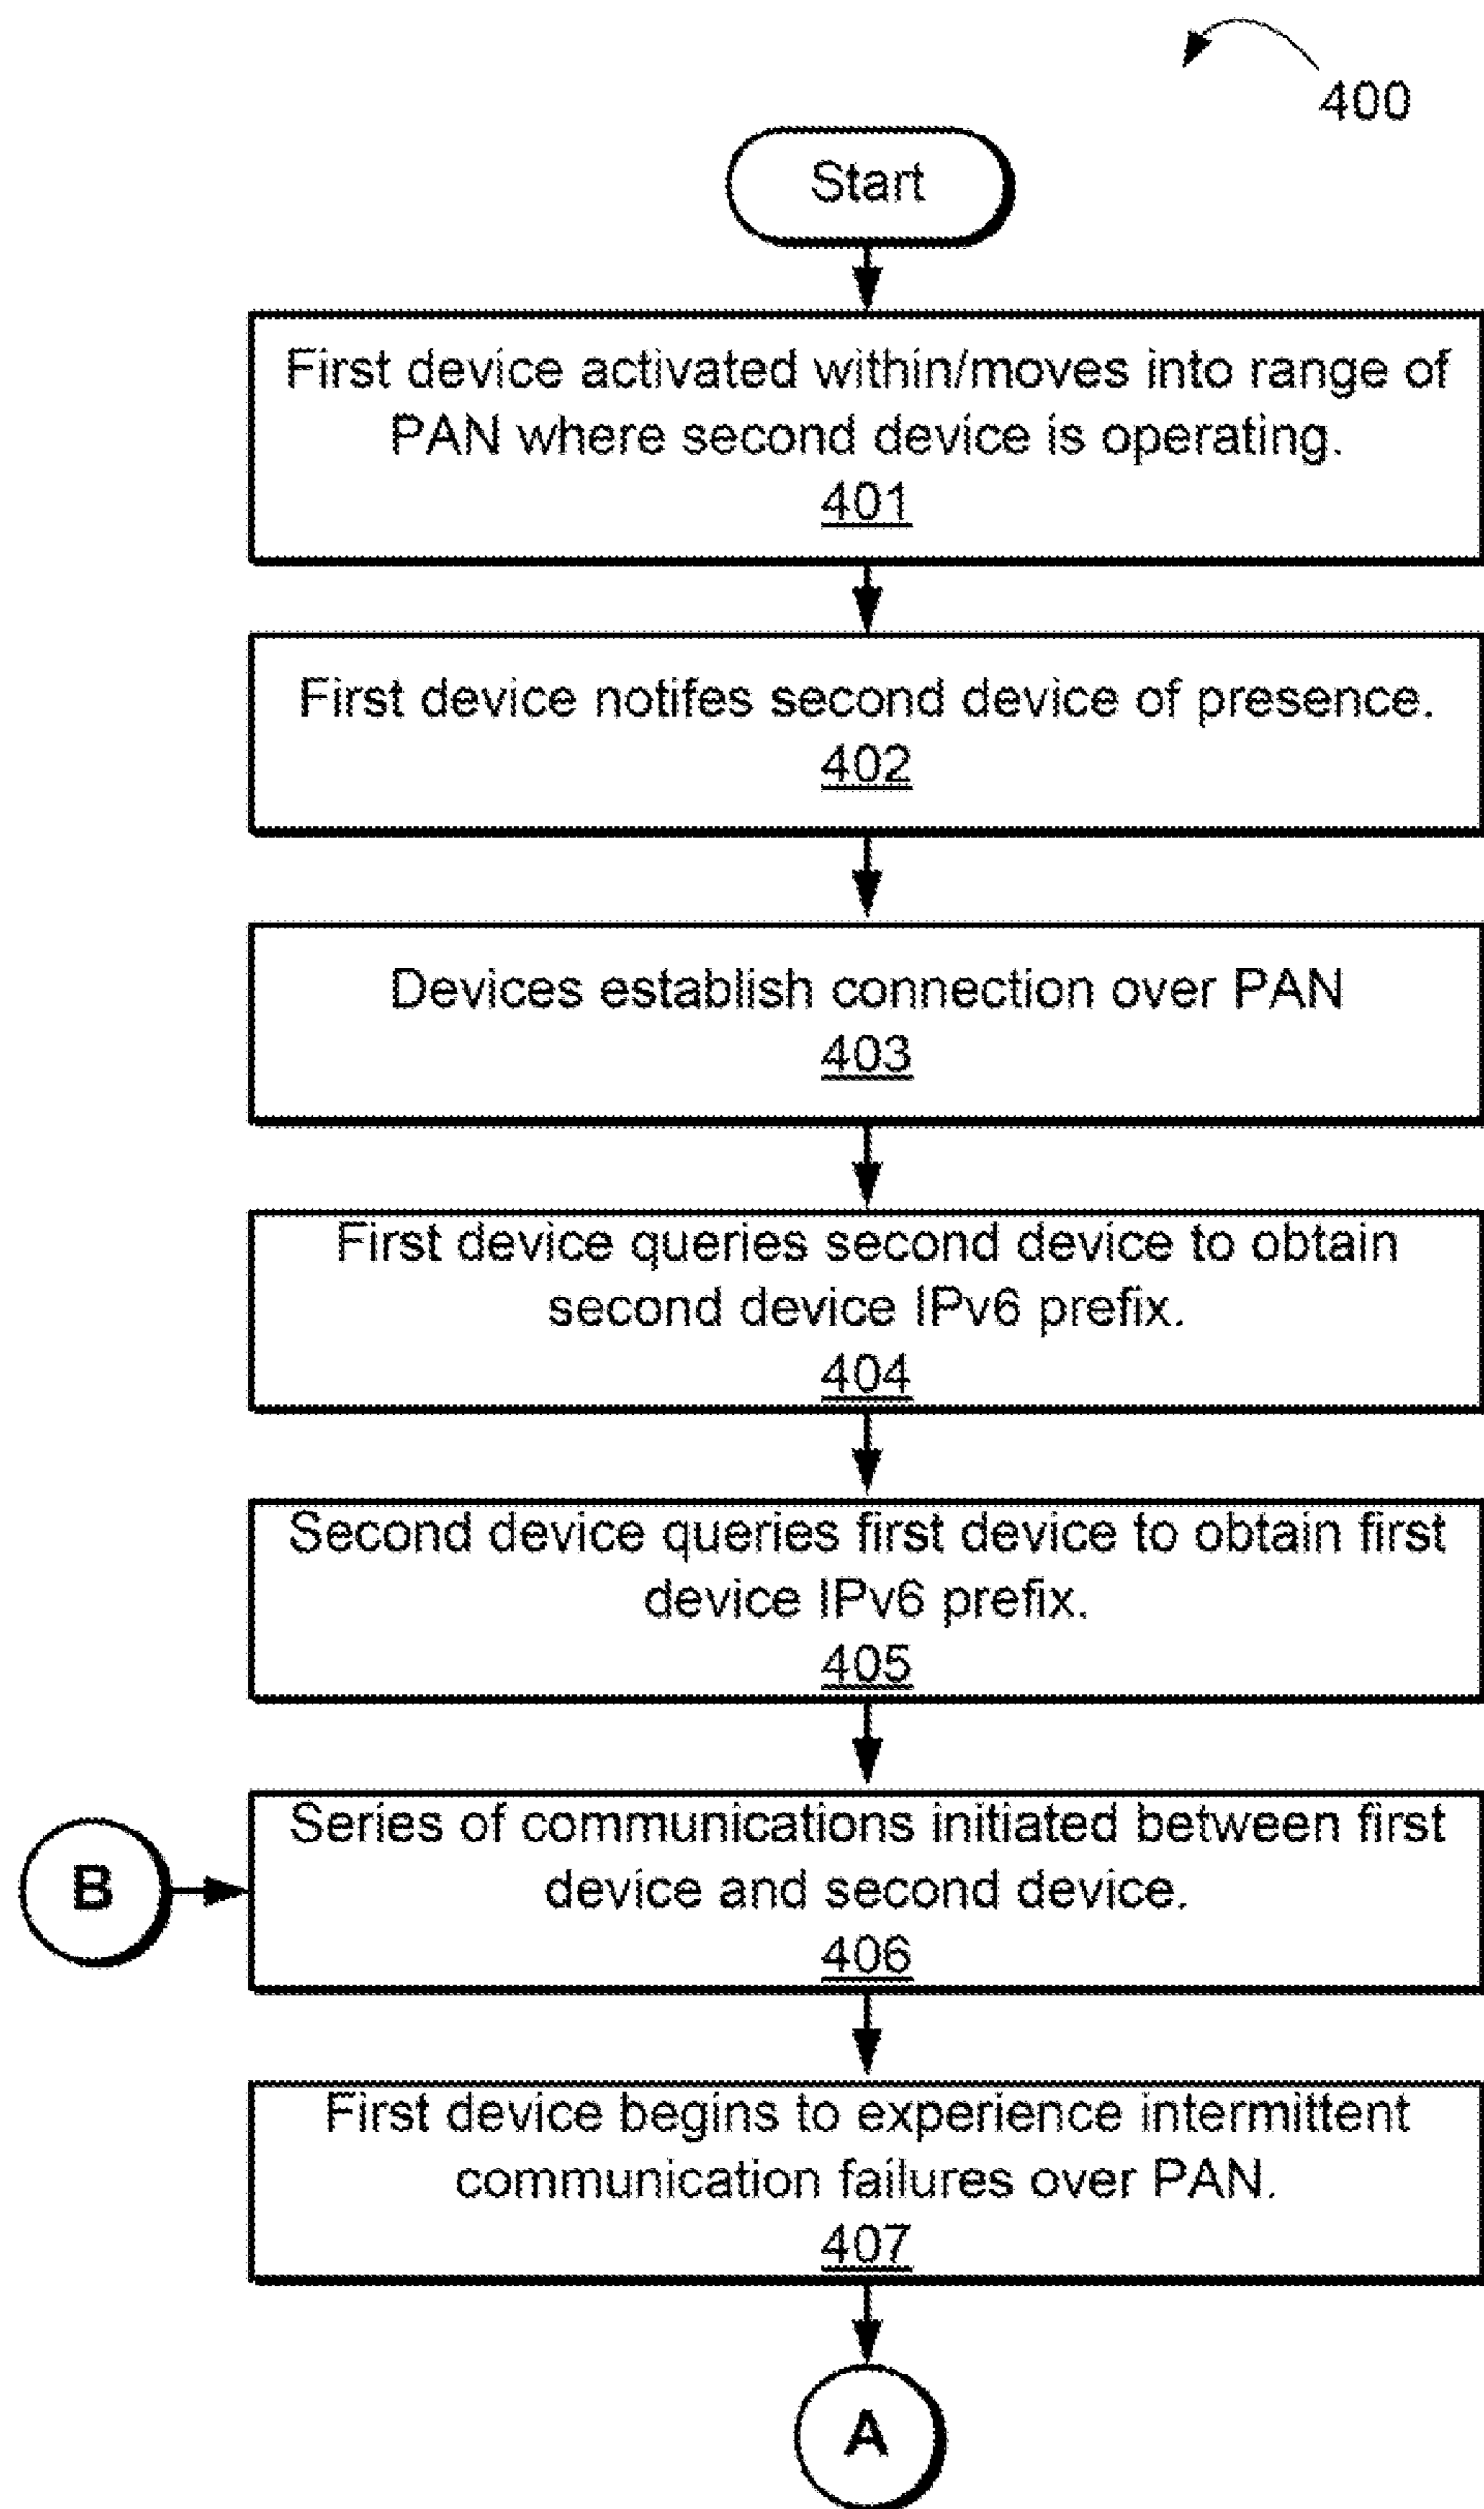 400
Start
First device activated within/moves into range of
PAN where second device is operating.
401
First device notifes second device of presence.
402
Devices establish connection over PAN
403
First device queries second device to obtain
second device IPv6 prefix.
404
Second device queries first device to obtain first
device IPv6 prefix.
405
Series of communications initiated between first
device and second device.
406
B
First device begins to experience intermittent
communication failures over PAN.
407
A